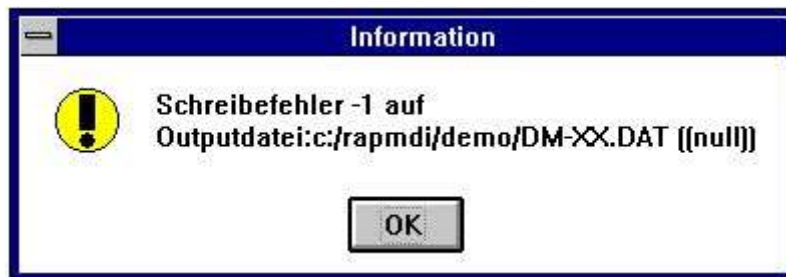 Information
Schreibefehler -1 auf
Outputdatei:c:/rapmdi/demo/DM-XX.DAT ((null))
OK